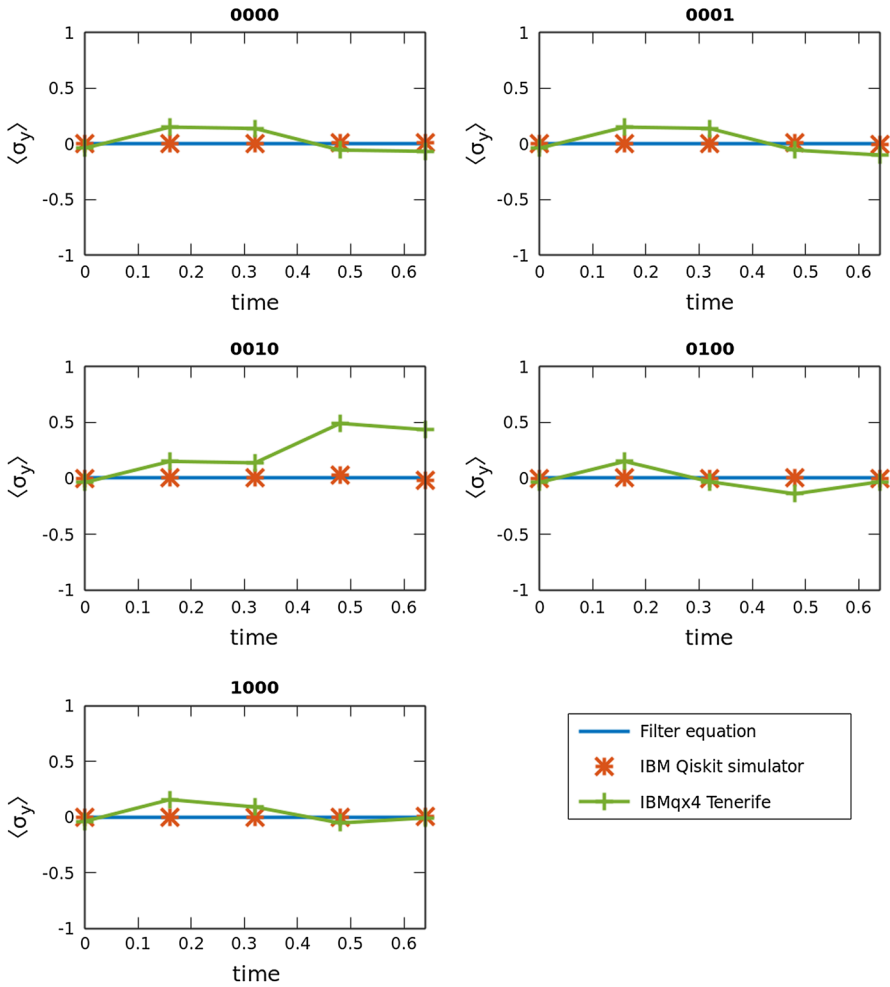 0000
1
0.5
0
-0.5
-1
⟨σy⟩
0 0.1 0.2 0.3 0.4 0.5 0.6
time
0001
1
0.5
0
-0.5
-1
⟨σy⟩
0 0.1 0.2 0.3 0.4 0.5 0.6
time
0010
1
0.5
0
-0.5
-1
⟨σy⟩
0 0.1 0.2 0.3 0.4 0.5 0.6
time
0100
1
0.5
0
-0.5
-1
⟨σy⟩
0 0.1 0.2 0.3 0.4 0.5 0.6
time
1000
1
0.5
0
-0.5
-1
⟨σy⟩
0 0.1 0.2 0.3 0.4 0.5 0.6
time
Filter equation
IBM Qiskit simulator
IBMqx4 Tenerife